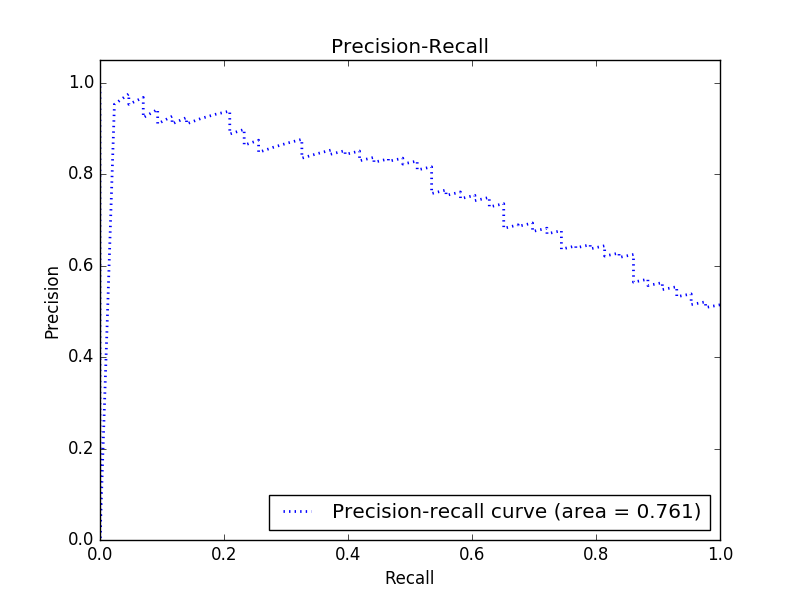 Precision-Recall
1.0
0.8
0.6
0.4
0.2
0.0
Precision
0.0 0.2 0.4 0.6 0.8 1.0
Recall
Precision-recall curve (area = 0.761)